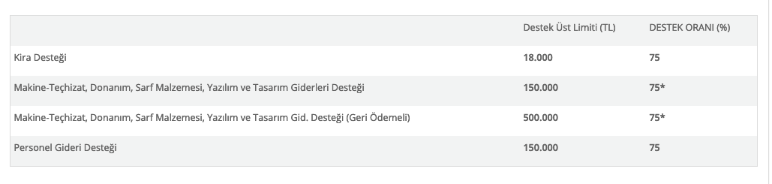 Destek Üst Limiti (TL) DESTEK ORANI (%)
Kira Desteği 18.000 75
Makine-Teçhizat, Donanım, Sarf Malzemesi, Yazılım ve Tasarım Giderleri Desteği 150.000 75*
Makine-Teçhizat, Donanım, Sarf Malzemesi, Yazılım ve Tasarım Gid. Desteği (Geri Ödemeli) 500.000 75*
Personel Gideri Desteği 150.000 75